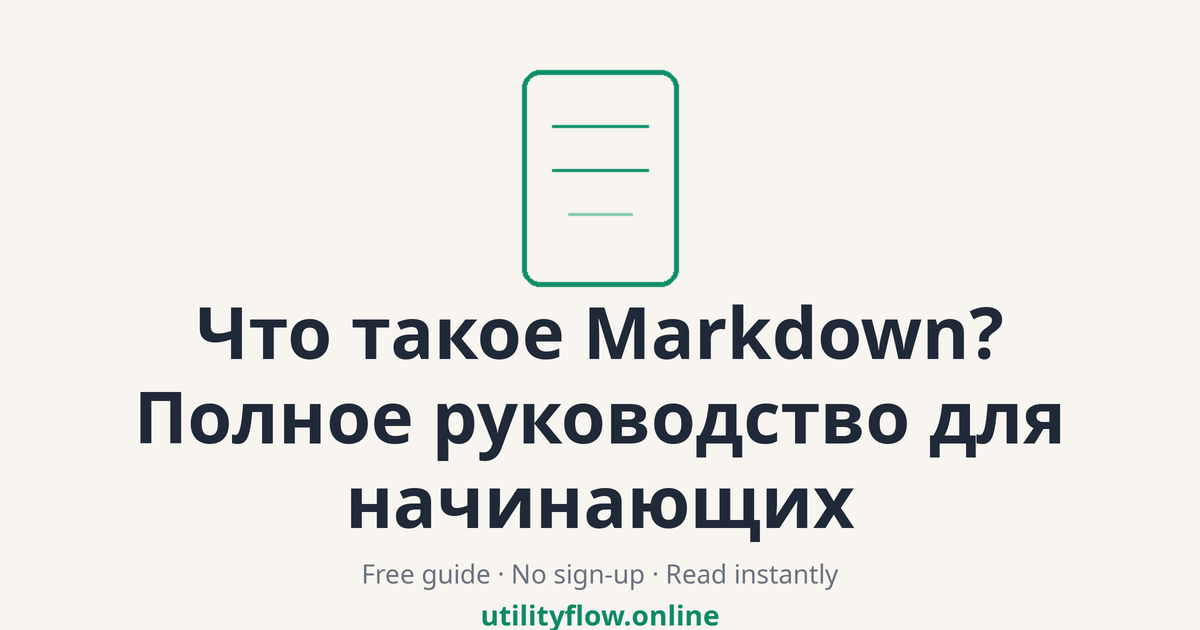 Что такое Markdown?
Полное руководство для
начинающих
Free guide · No sign-up · Read instantly
utilityflow.online